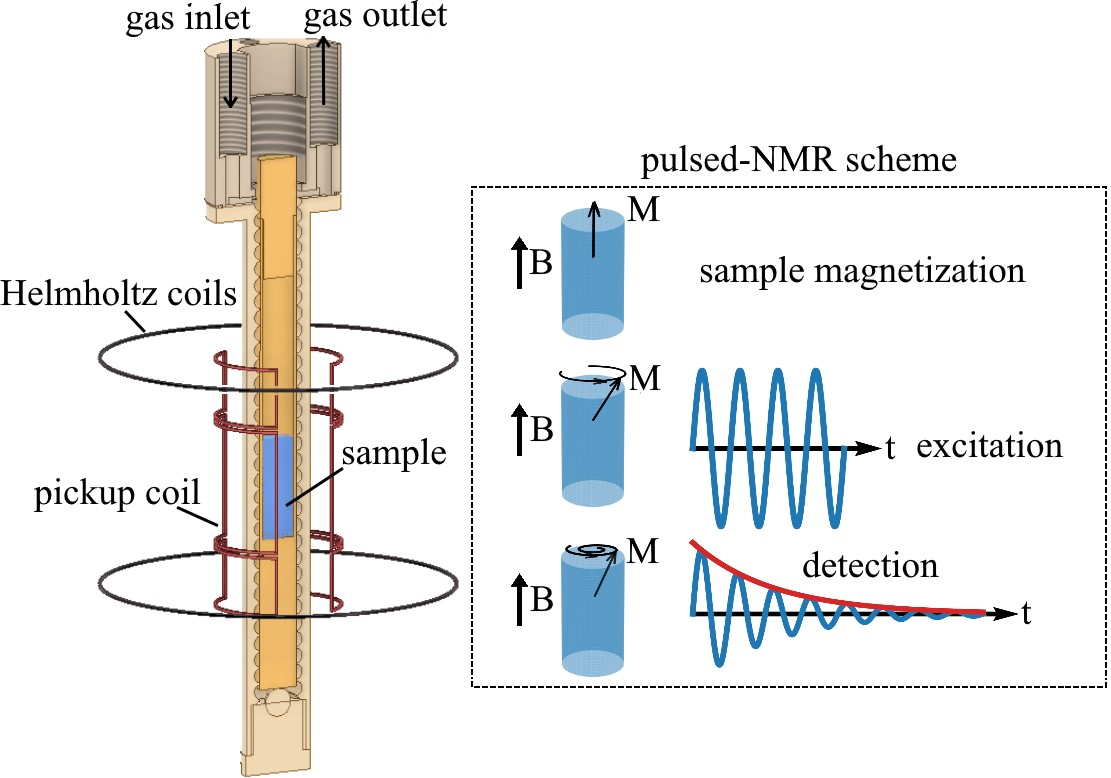 gas inlet
gas outlet
Helmholtz coils
pickup coil
sample
pulsed-NMR scheme
M
B
sample magnetization
M
B
t
excitation
M
B
detection
t